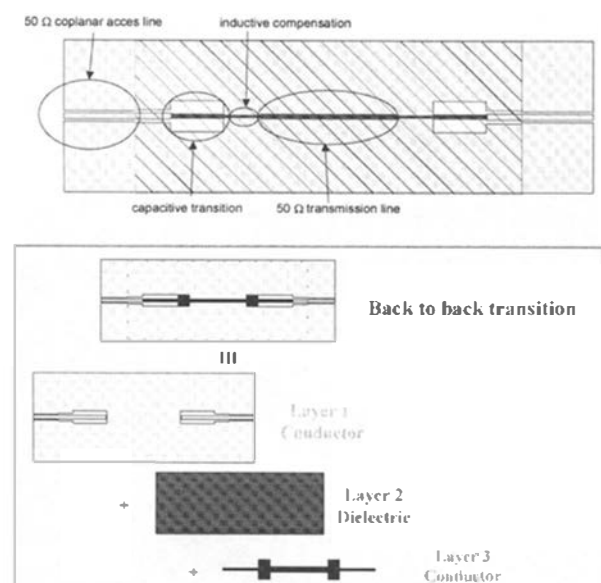 50 Ω coplanar acces line
inductive compensation
capacitive transition
50 Ω transmission line
Back to back transition
III
Layer 1
Conductor
+
Layer 2
Dielectric
+
Layer 3
Conductor